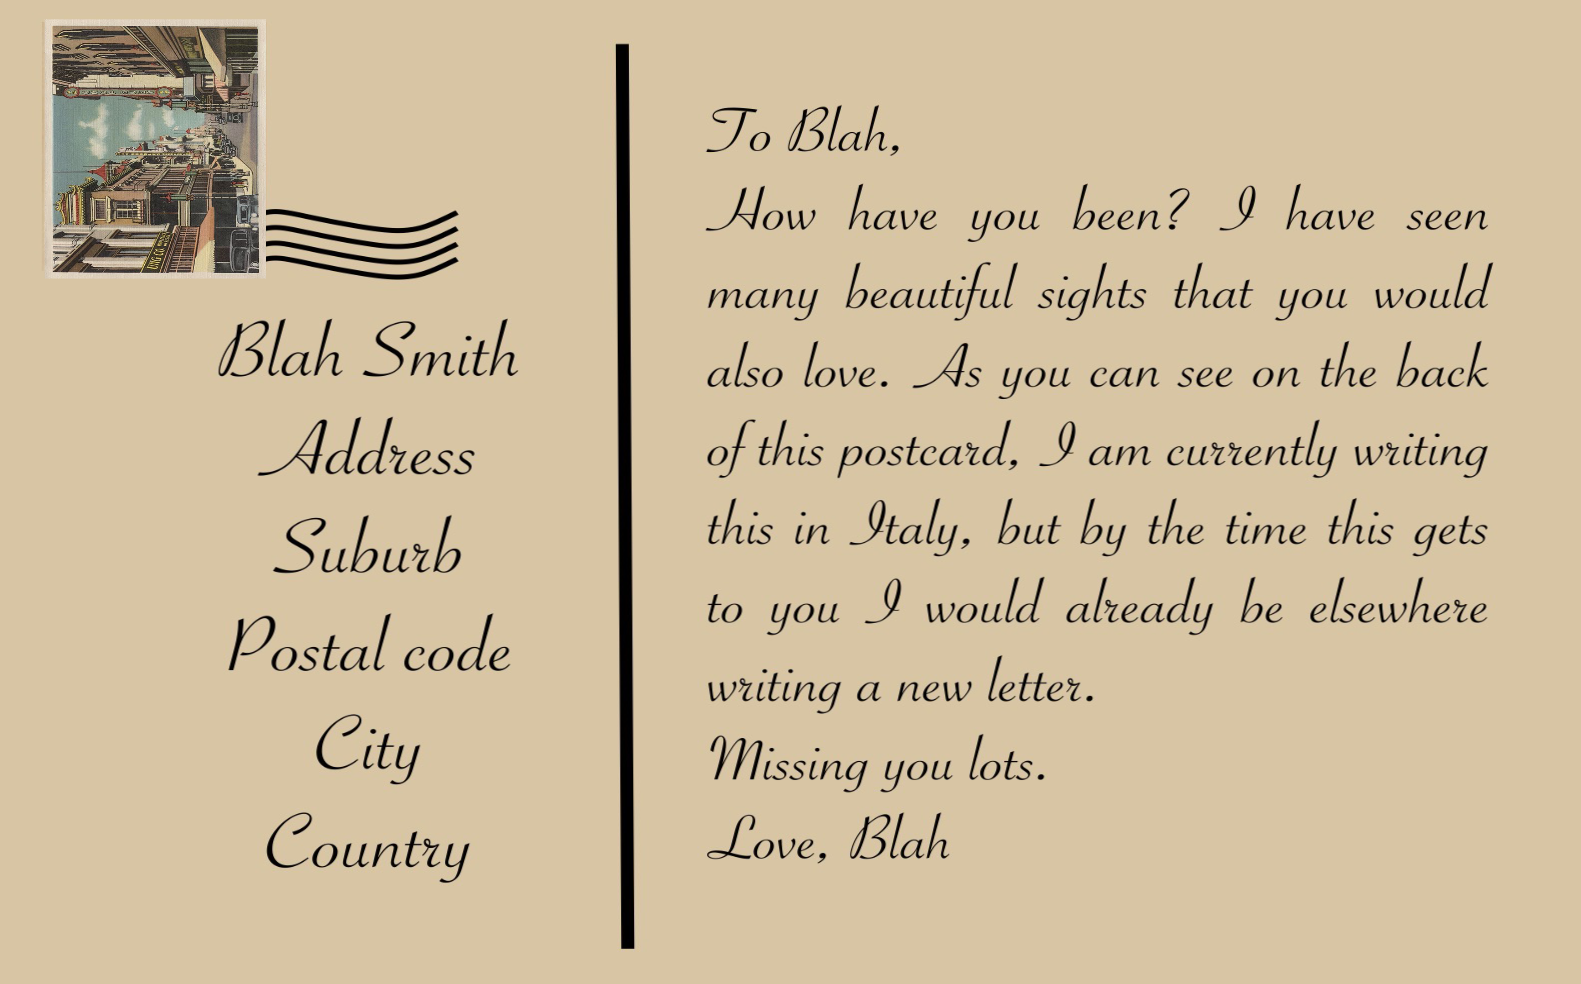 Blah Smith
Address
Suburb
Postal code
City
Country
To Blah,
How have you been? I have seen
many beautiful sights that you would
also love. As you can see on the back
of this postcard, I am currently writing
this in Italy, but by the time this gets
to you I would already be elsewhere
writing a new letter.
Missing you lots.
Love, Blah